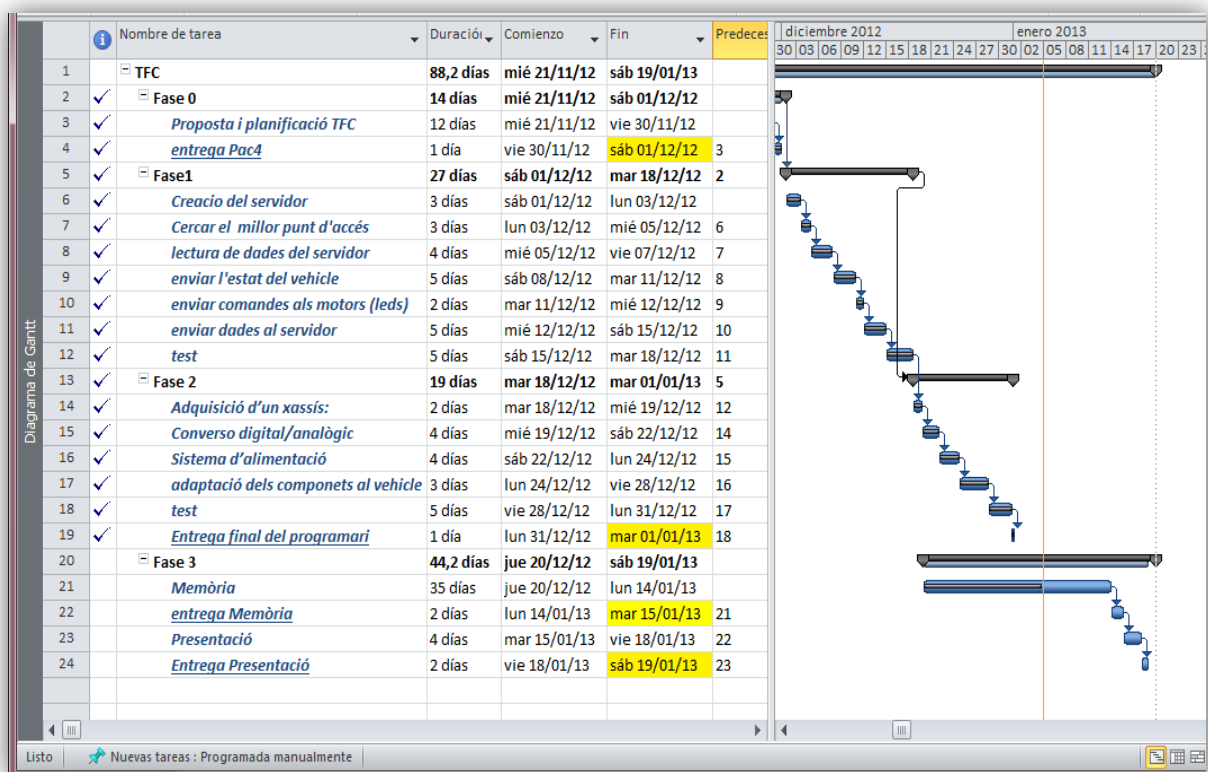 Nombre de tarea Duraciór Comienzo Fin Predeces diciembre 2012 enero 2013
30 03 06 09 12 15 18 21 24 27 30 02 05 08 11 14 17 20 23
1 TFC 88,2 días mié 21/11/12 sáb 19/01/13
2 Fase 0 14 días mié 21/11/12 sáb 01/12/12
3 Proposta i planificació TFC 12 días mié 21/11/12 vie 30/11/12
4 entrega Pac4 1 día vie 30/11/12 sáb 01/12/12 3
5 Fase1 27 días sáb 01/12/12 mar 18/12/12 2
6 Creacio del servidor 3 días sáb 01/12/12 lun 03/12/12
7 Cercar el millor punt d'accés 3 días lun 03/12/12 mié 05/12/12 6
8 lectura de dades del servidor 4 días mié 05/12/12 vie 07/12/12 7
9 enviar l'estat del vehicle 5 días sáb 08/12/12 mar 11/12/12 8
10 enviar comandes als motors (leds) 2 días mar 11/12/12 mié 12/12/12 9
11 enviar dades al servidor 5 días mié 12/12/12 sáb 15/12/12 10
12 test 5 días sáb 15/12/12 mar 18/12/12 11
13 Fase 2 19 días mar 18/12/12 mar 01/01/13 5
14 Adquisició d’un xassís: 2 días mar 18/12/12 mié 19/12/12 12
15 Converso digital/analògic 4 días mié 19/12/12 sáb 22/12/12 14
16 Sistema d’alimentació 4 días sáb 22/12/12 lun 24/12/12 15
17 adaptació dels componets al vehicle 3 días lun 24/12/12 vie 28/12/12 16
18 test 5 días vie 28/12/12 lun 31/12/12 17
19 Entrega final del programari 1 día lun 31/12/12 mar 01/01/13 18
20 Fase 3 44,2 días jue 20/12/12 sáb 19/01/13
21 Memòria 35 días jue 20/12/12 lun 14/01/13
22 entrega Memòria 2 días lun 14/01/13 mar 15/01/13 21
23 Presentació 4 días mar 15/01/13 vie 18/01/13 22
24 Entrega Presentació 2 días vie 18/01/13 sáb 19/01/13 23
Diagrama de Gantt
Listo Nuevas tareas : Programada manualmente